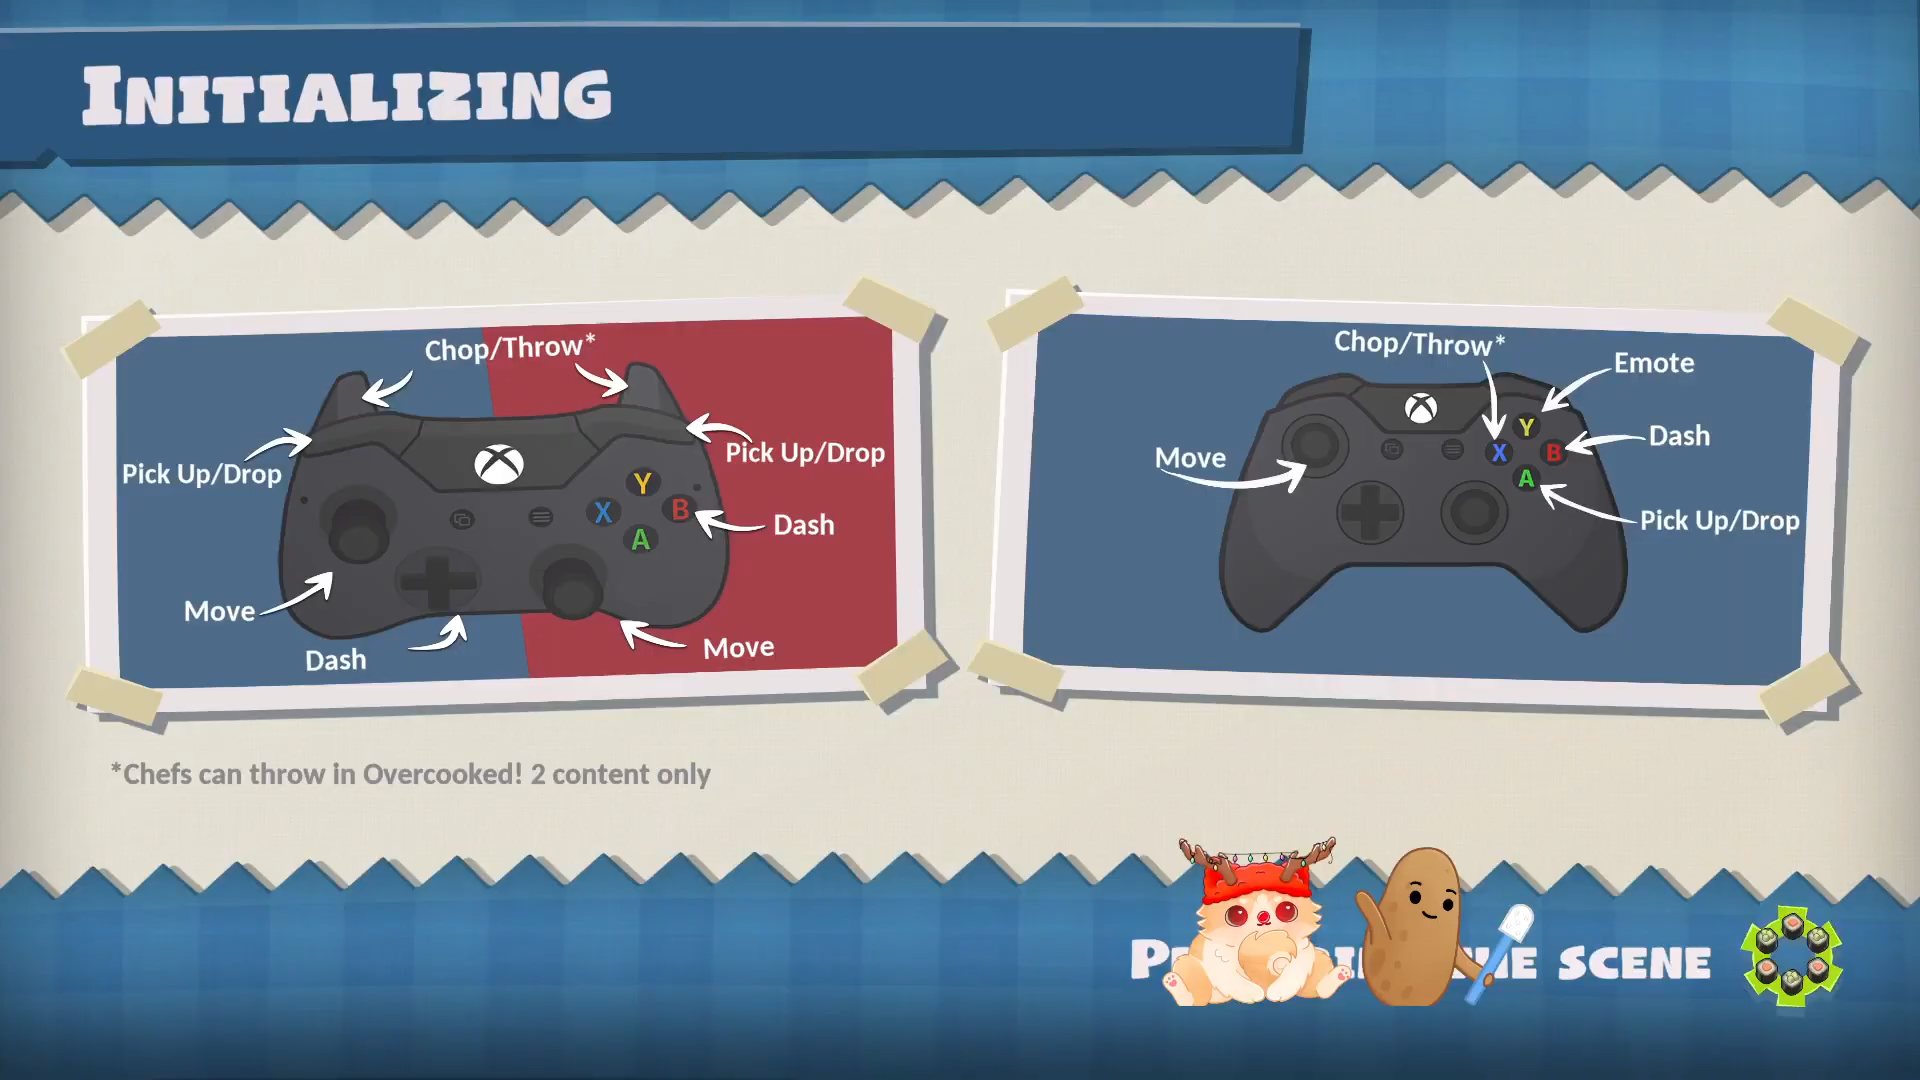 Initializing
Chop/Throw*
Pick Up/Drop
Pick Up/Drop
Y
X
B
A
Dash
Move
Dash
Move
Chop/Throw*
Emote
Y
X
B
A
Dash
Move
Pick Up/Drop
*Chefs can throw in Overcooked! 2 content only
scene